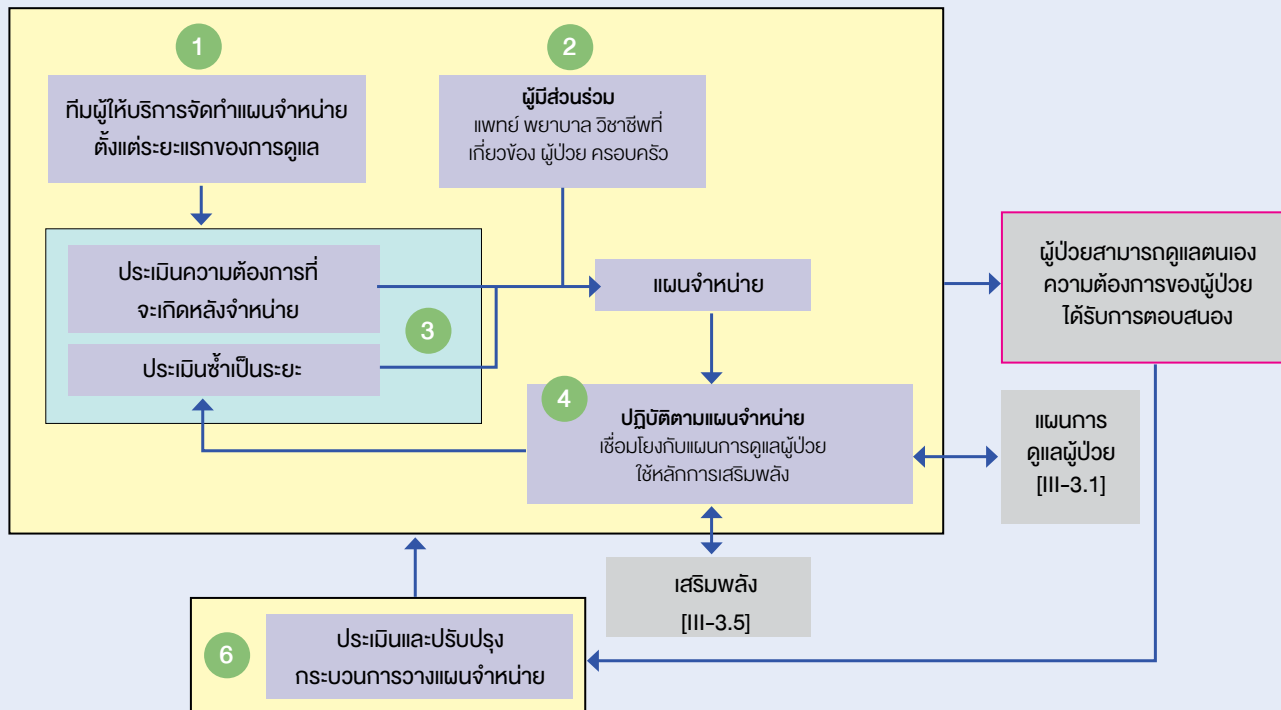 1
ทีมผู้ให้บริการจัดทำแผนจำหน่าย
ตั้งแต่ระยะแรกของการดูแล
2
ผู้มีส่วนร่วม
แพทย์ พยาบาล วิชาชีพที่
เกี่ยวข้อง ผู้ป่วย ครอบครัว
ประเมินความต้องการที่
จะเกิดหลังจำหน่าย
3
ประเมินซ้ำเป็นระยะ
แผนจำหน่าย
4
ปฏิบัติตามแผนจำหน่าย
เชื่อมโยงกับแผนการดูแลผู้ป่วย
ใช้หลักการเสริมพลัง
ผู้ป่วยสามารถดูแลตนเอง
ความต้องการของผู้ป่วย
ได้รับการตอบสนอง
แผนการ
ดูแลผู้ป่วย
[III-3.1]
เสริมพลัง
[III-3.5]
6
ประเมินและปรับปรุง
กระบวนการวางแผนจำหน่าย